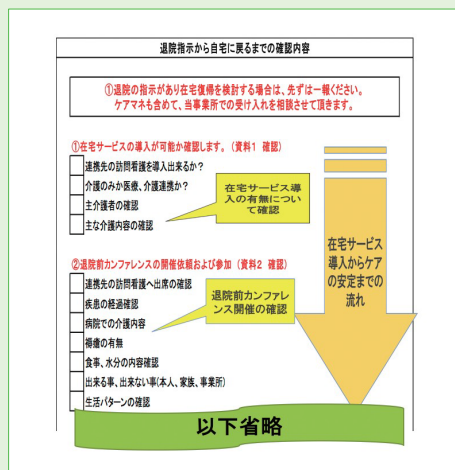 退院指示から自宅に戻るまでの確認内容
①退院の指示があり在宅復帰を検討する場合は、先ずは一報ください。
ケアマネも含めて、当事業所での受け入れを相談させて頂きます。
①在宅サービスの導入が可能か確認します。(資料1 確認)
連携先の訪問看護を導入出来るか?
介護のみか医療、介護連携か?
主介護者の確認
主な介護内容の確認
在宅サービス導
入の有無につい
て確認
②退院前カンファレンスの開催依頼および参加 (資料2 確認)
連携先の訪問看護へ出席の確認
疾患の経過確認
病院での介護内容
褥瘡の有無
食事、水分の内容確認
出来る事、出来ない事(本人、家族、事業所)
生活パターンの確認
退院前カンファレ
ンス開催の確認
在宅サービス
導入からケア
の安定までの
流れ
以下省略